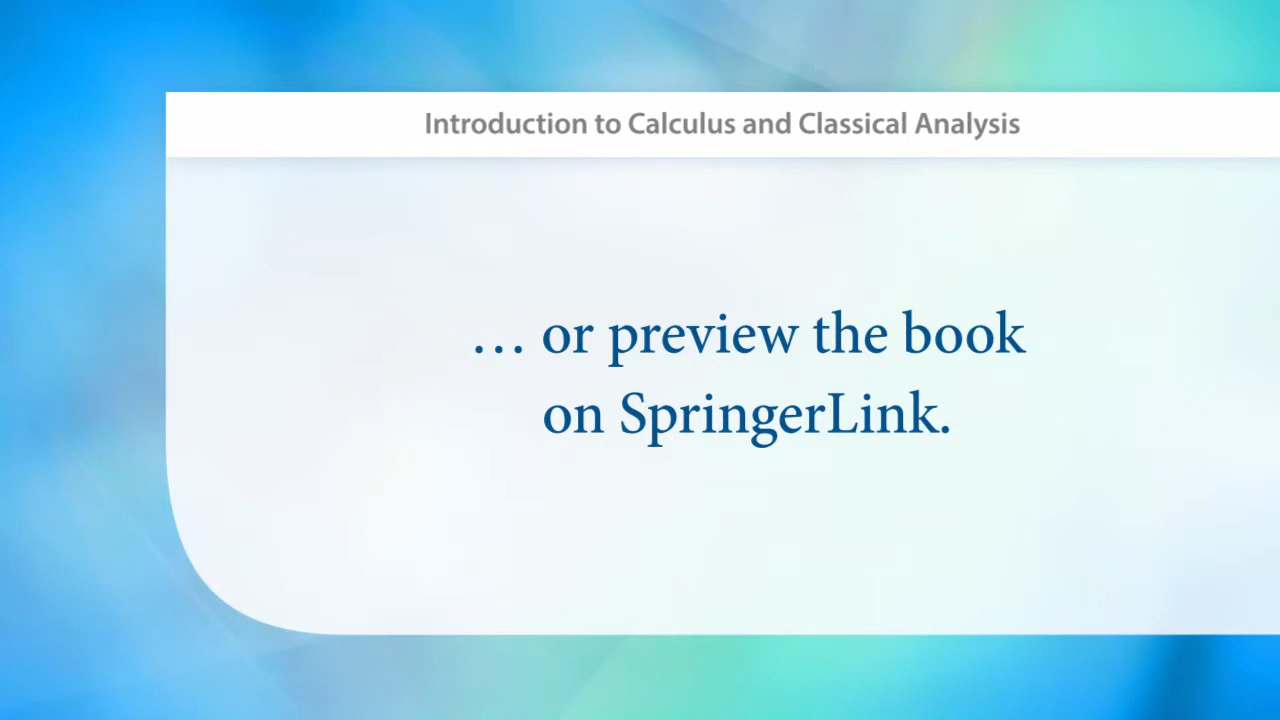 Introduction to Calculus and Classical Analysis
… or preview the book
on SpringerLink.